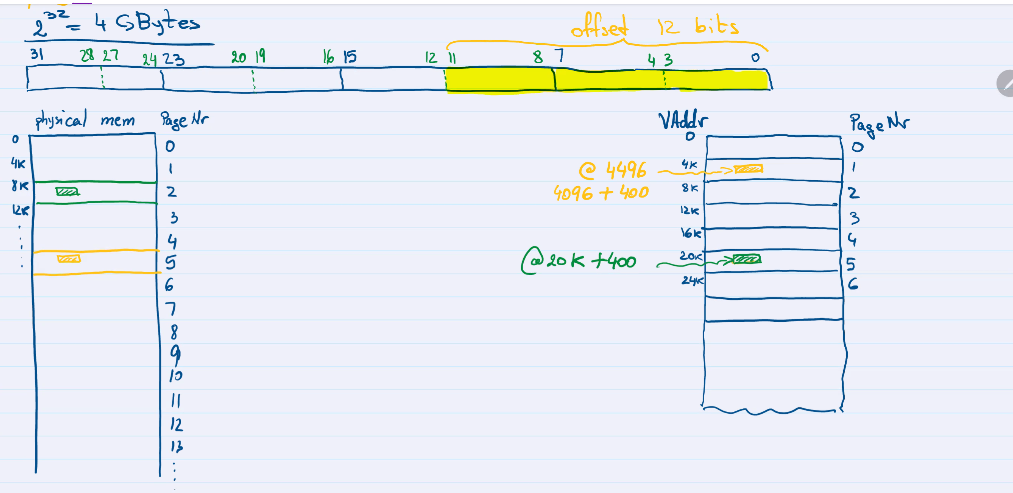 2^32 = 4 GBytes
offset 12 bits
31 28 27 24 23 20 19 16 15 12 11 8 7 4 3 0
physical mem Page Nr
0
4K
8K
12K
0
1
2
3
4
5
6
7
8
9
10
11
12
13
VAddr Page Nr
0
4K
8K
12K
16K
20K
24K
0
1
2
3
4
5
6
@ 4496
4096 + 400
@20K + 400